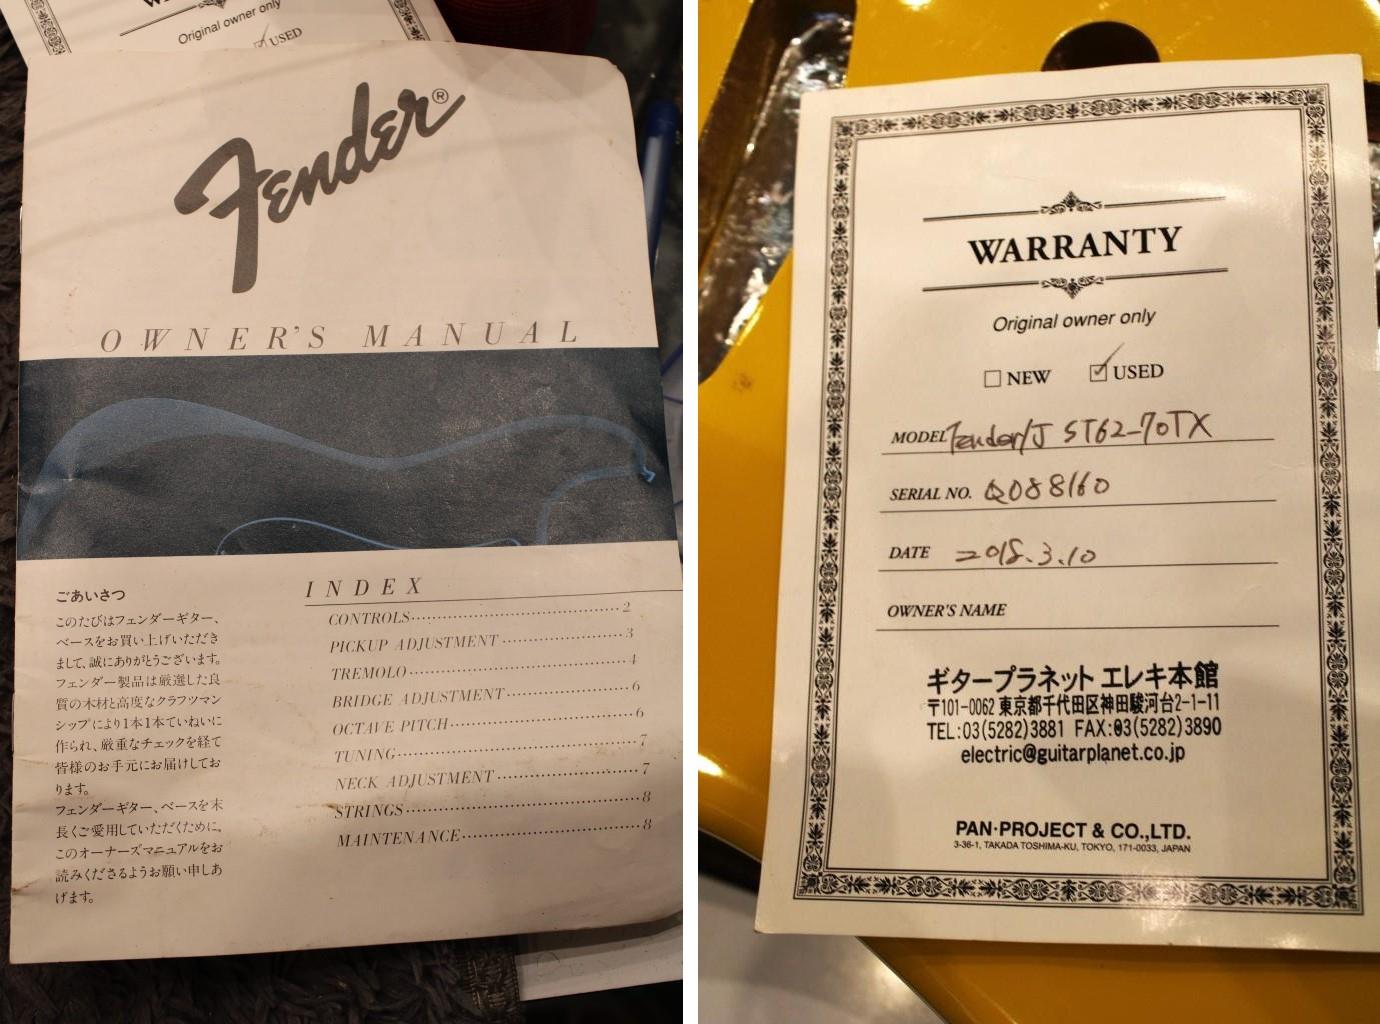 Original owner only
USED
Fender®
OWNER'S MANUAL
ごあいさつ
このたびはフェンダーギター、
ベースをお買い上げいただき
まして、誠にありがとうございます。
フェンダー製品は厳選した良
質の木材と高度なクラフツマン
シップにより1本1本ていねいに
作られ、厳重なチェックを経て
皆様のお手元にお届けしてお
ります。
フェンダーギター、ベースを末
長くご愛用していただくために、
このオーナーズマニュアルをお
読みくださるようお願い申しあ
げます。
INDEX
CONTROLS 2
PICKUP ADJUSTMENT 3
TREMOLO 4
BRIDGE ADJUSTMENT 6
OCTAVE PITCH 6
TUNING 7
NECK ADJUSTMENT 7
STRINGS 8
MAINTENANCE 8
WARRANTY
Original owner only
NEW USED
MODEL Fender/J ST62-70TX
SERIAL NO. Q088160
DATE 2018.3.10
OWNER'S NAME
ギタープラネット エレキ本館
〒101-0062 東京都千代田区神田駿河台2-1-11
TEL:03(5282)3881 FAX:03(5282)3890
electric@guitarplanet.co.jp
PAN·PROJECT & CO.,LTD.
3-36-1, TAKADA TOSHIMA-KU, TOKYO, 171-0033, JAPAN